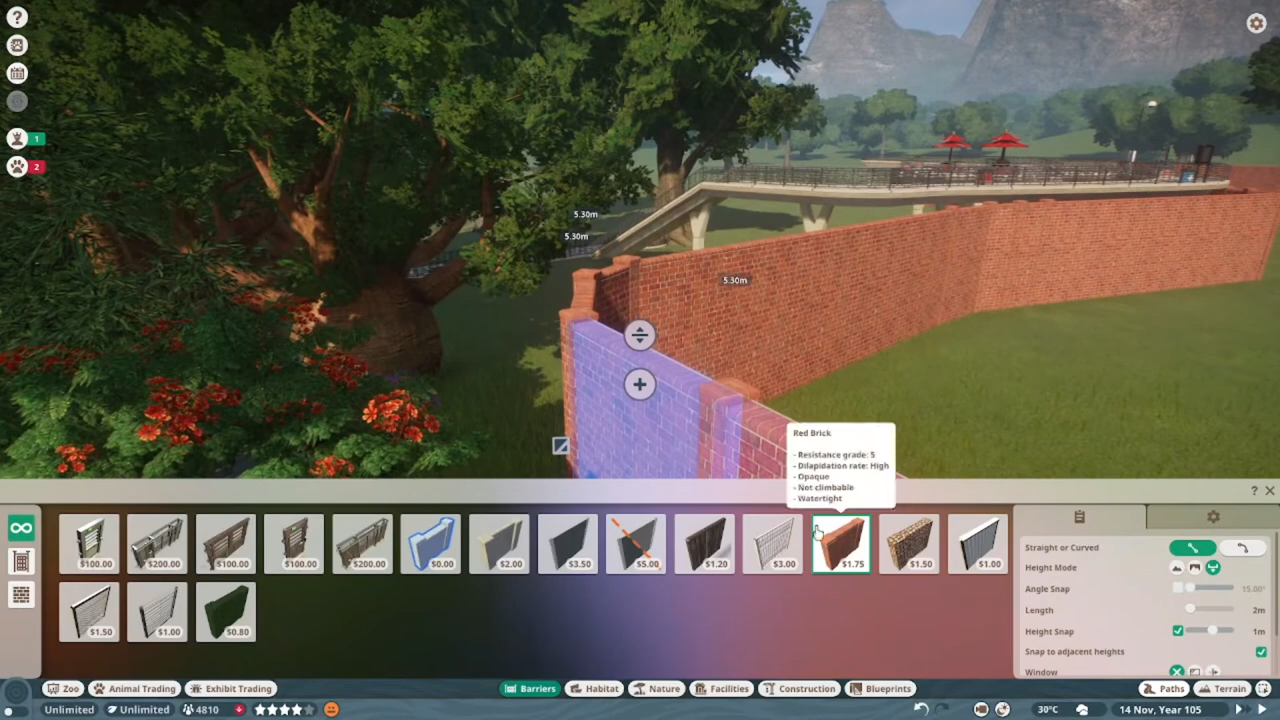 ?
1
2
5.30m
5.30m
5.30m
Red Brick
- Resistance grade: 5
- Dilapidation rate: High
- Opaque
- Not climbable
- Watertight
?
$100.00
$200.00
$100.00
$100.00
$200.00
$0.00
$2.00
$3.50
$5.00
$1.20
$3.00
$1.75
$1.50
$1.00
$1.50
$1.00
$0.80
Straight or Curved
Height Mode
Angle Snap 15.00°
Length 2m
Height Snap 1m
Snap to adjacent heights
Window
Zoo
Animal Trading
Exhibit Trading
Barriers
Habitat
Nature
Facilities
Construction
Blueprints
Paths
Terrain
Unlimited
Unlimited
4810
30°C
14 Nov, Year 105